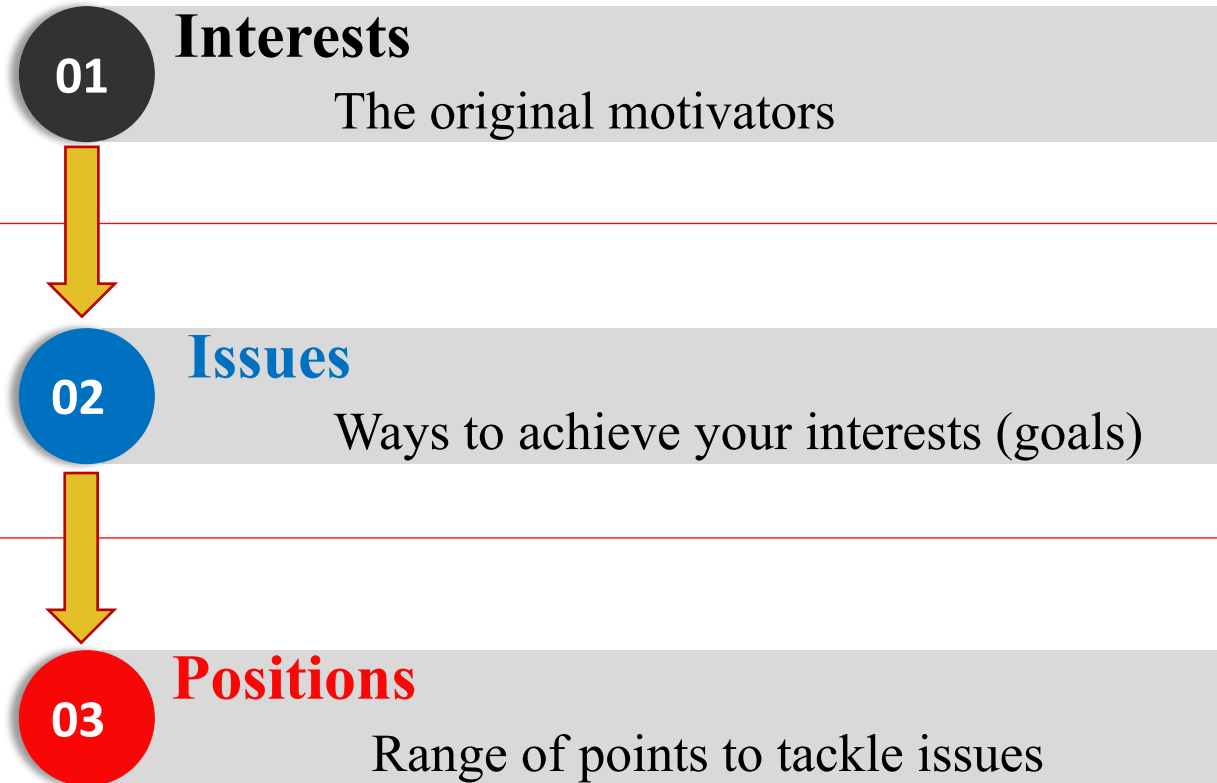 01
Interests
The original motivators
02
Issues
Ways to achieve your interests (goals)
03
Positions
Range of points to tackle issues